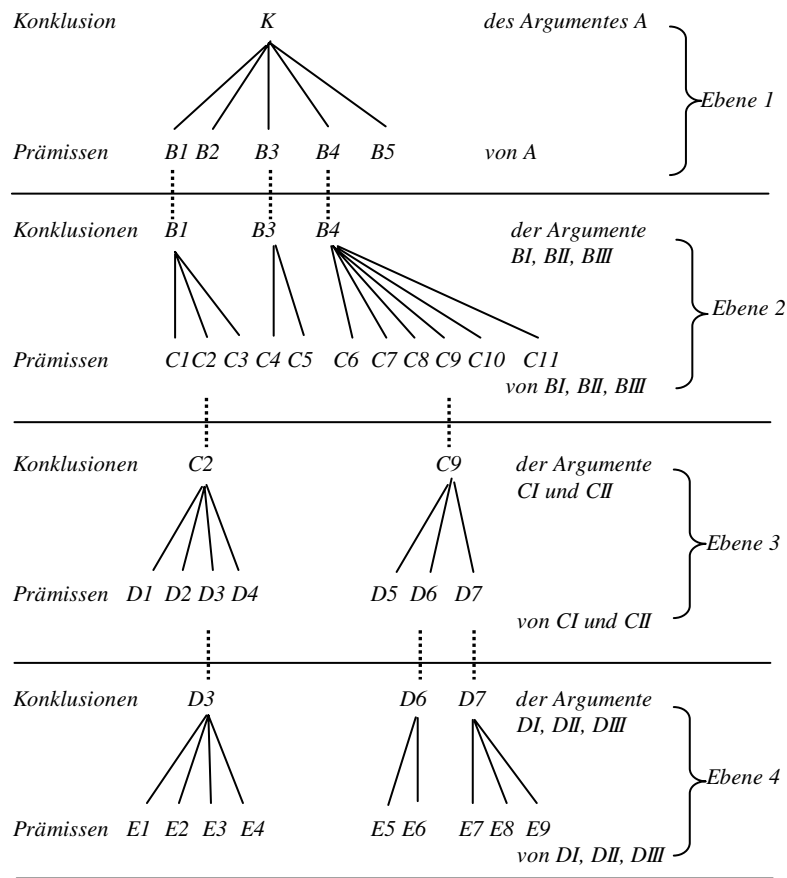 Konklusion K des Argumentes A
Ebene 1
Prämissen B1 B2 B3 B4 B5 von A
Konklusionen B1 B3 B4 der Argumente
BI, BII, BIII
Ebene 2
Prämissen C1 C2 C3 C4 C5 C6 C7 C8 C9 C10 C11
von BI, BII, BIII
Konklusionen C2 C9 der Argumente
CI und CII
Ebene 3
Prämissen D1 D2 D3 D4 D5 D6 D7
von CI und CII
Konklusionen D3 D6 D7 der Argumente
DI, DII, DIII
Ebene 4
Prämissen E1 E2 E3 E4 E5 E6 E7 E8 E9
von DI, DII, DIII